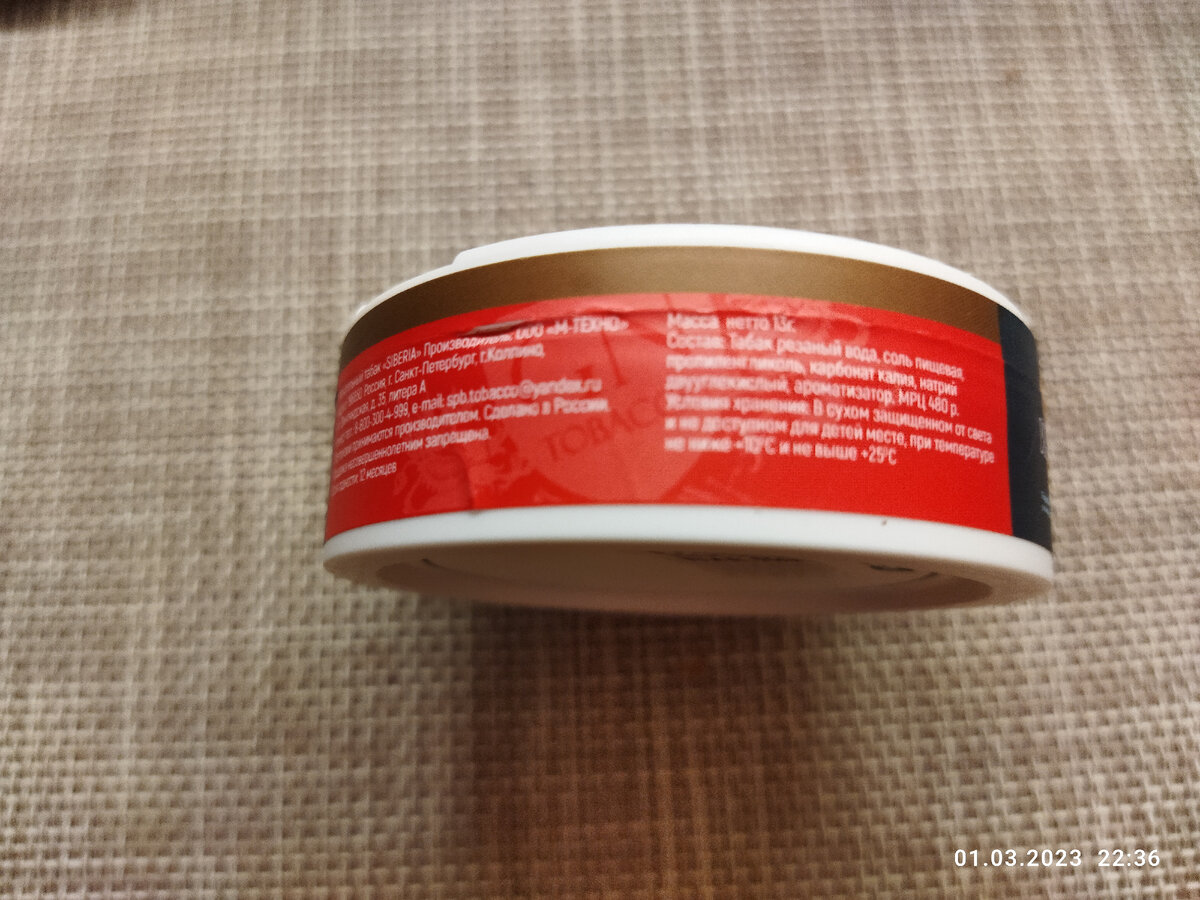 табак «SIBERIA» Производитель: ООО «М-ТЕХНО»
Россия, г. Санкт-Петербург, г.Колпино,
д. 35 литера А
8-800-300-4-999, e-mail: spb.tobacco@yandex.ru
принимаются производителем. Сделано в России.
несовершеннолетним запрещена.
12 месяцев
Масса нетто 13г.
Состав: Табак резаный вода, соль пищевая,
пропиленгликоль, карбонат калия, натрий
двууглекислый, ароматизатор. МРЦ 480 р.
Условия хранения: В сухом защищенном от света
и не доступном для детей месте, при температуре
не ниже +10°С и не выше +25°С
TOBACCO
01.03.2023 22:36